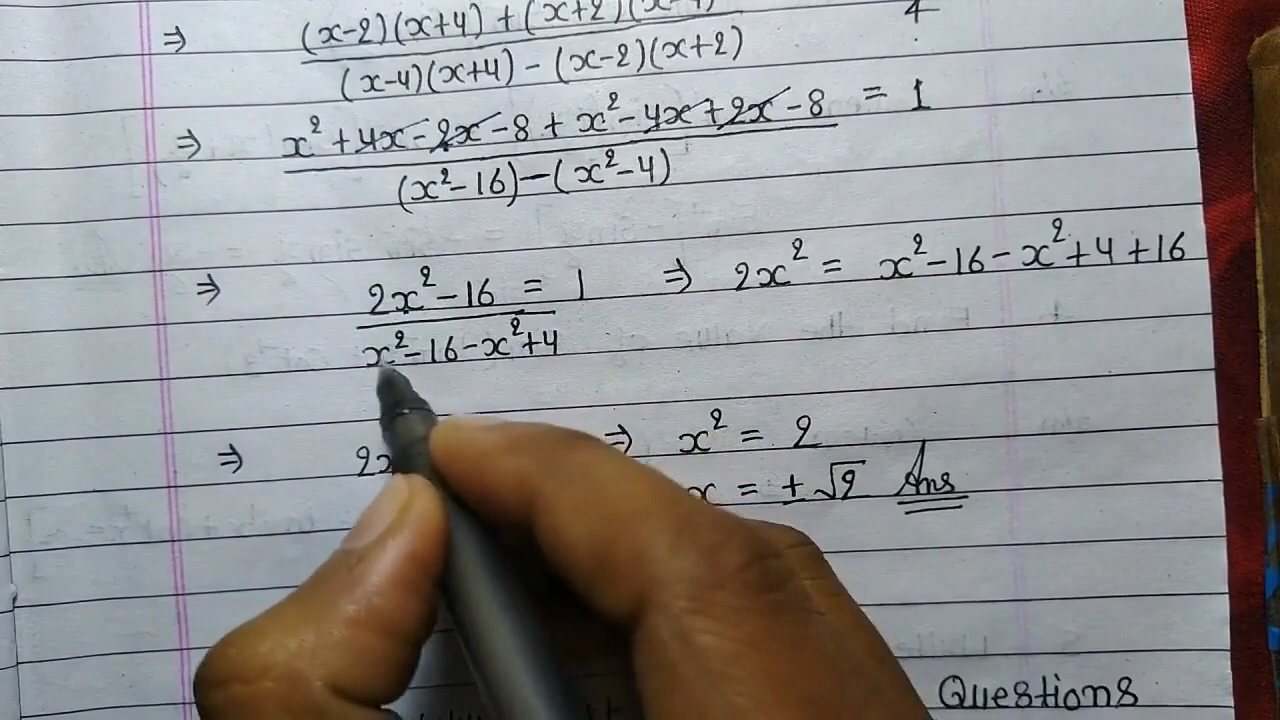 ⇒ (x-2)(x+4) + (x+2)(x-4) 4
(x-4)(x+4) - (x-2)(x+2)
⇒ x² + 4x - 2x - 8 + x² - 4x + 2x - 8 = 1
(x² - 16) - (x² - 4)
⇒ 2x² - 16 = 1 ⇒ 2x² = x² - 16 - x² + 4 + 16
x² - 16 - x² + 4
⇒ 2x ⇒ x² = 2
x = ± √2 Ans
Questions